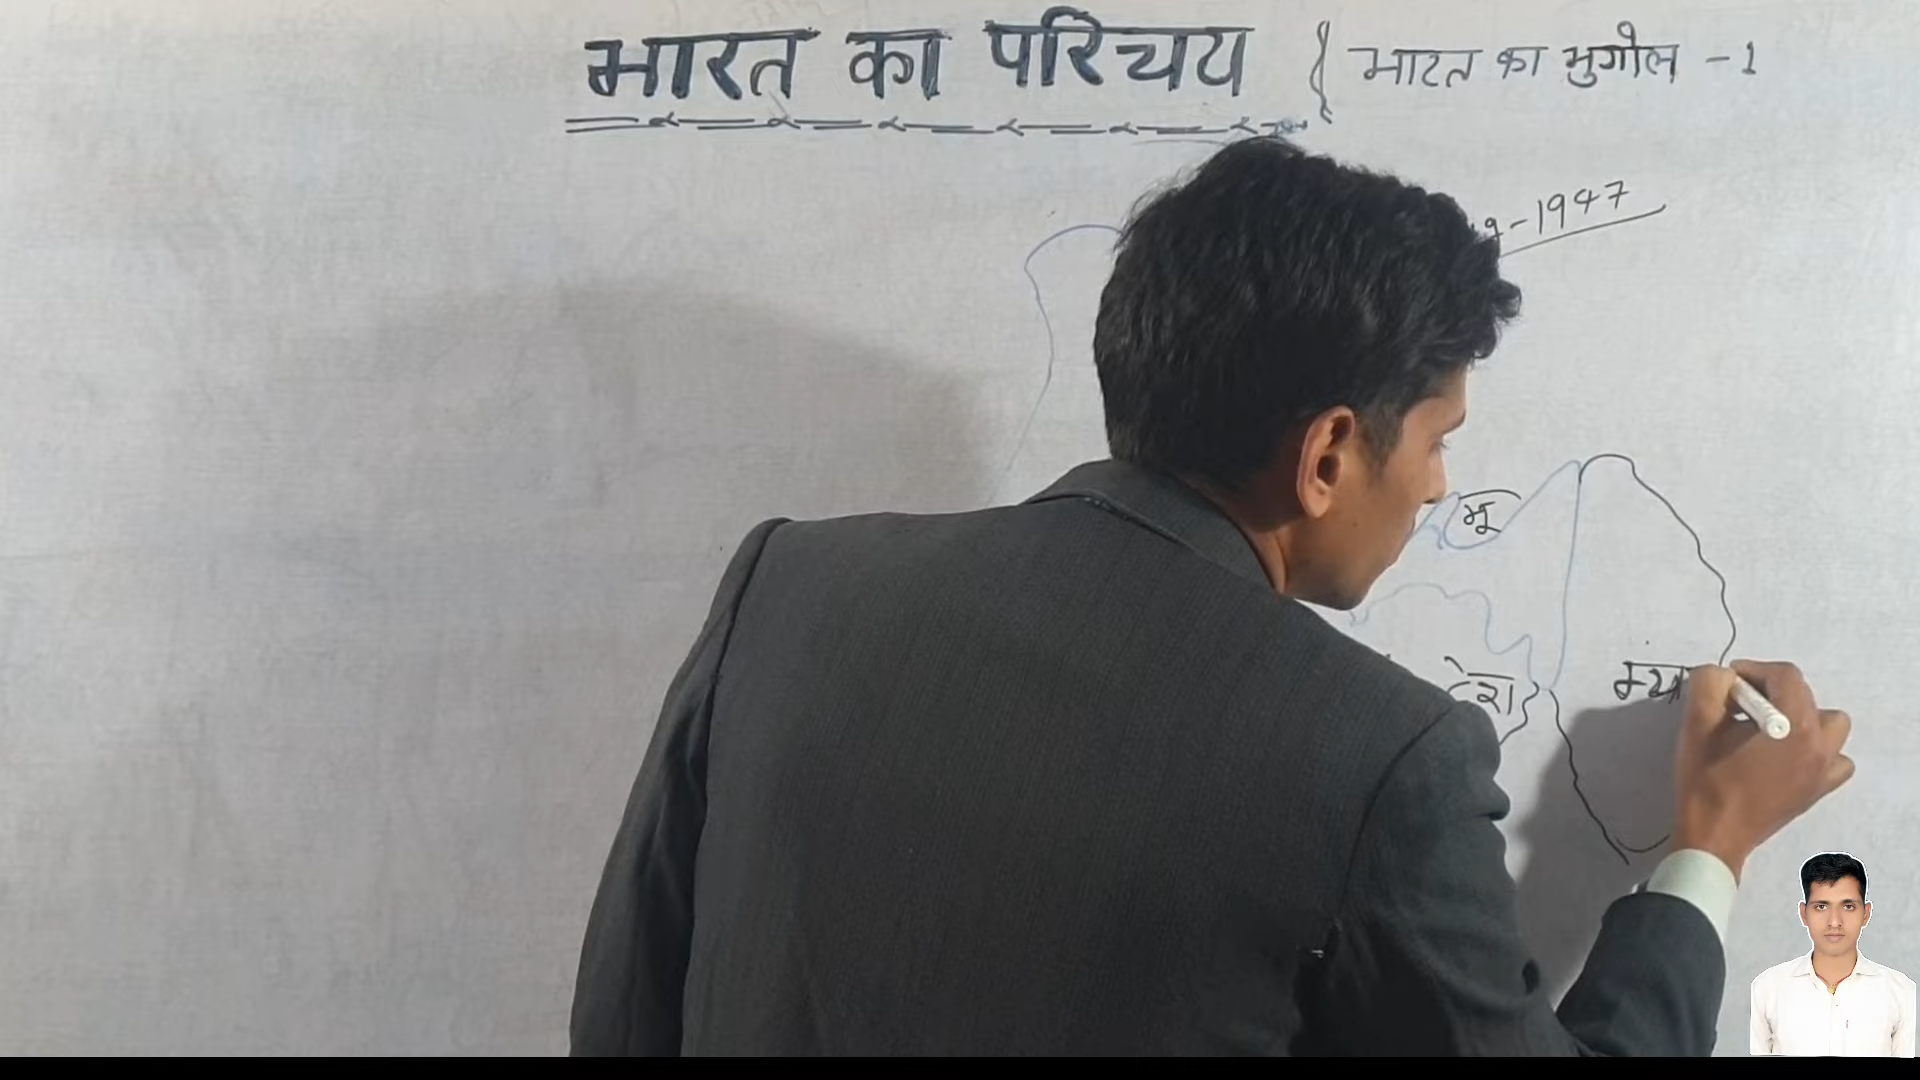 भारत का परिचय { भारत का भुगोल - 1
g-1947
भू
देश
म्या